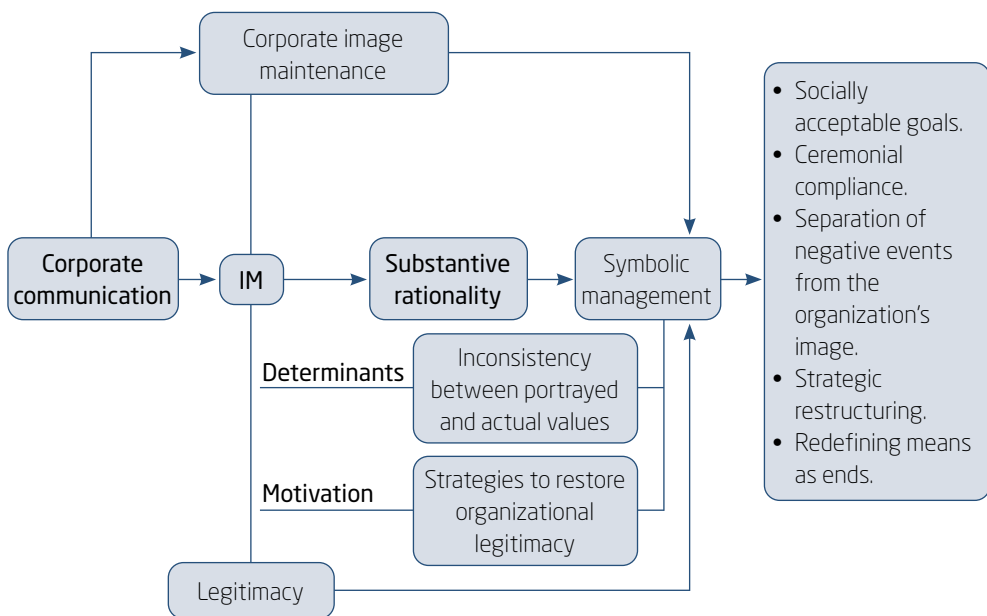 Corporate image
maintenance
Corporate
communication
IM
Substantive
rationality
Symbolic
management
Determinants
Inconsistency
between portrayed
and actual values
Motivation
Strategies to restore
organizational
legitimacy
Legitimacy
• Socially
acceptable goals.
• Ceremonial
compliance.
• Separation of
negative events
from the
organization's
image.
• Strategic
restructuring.
• Redefining means
as ends.